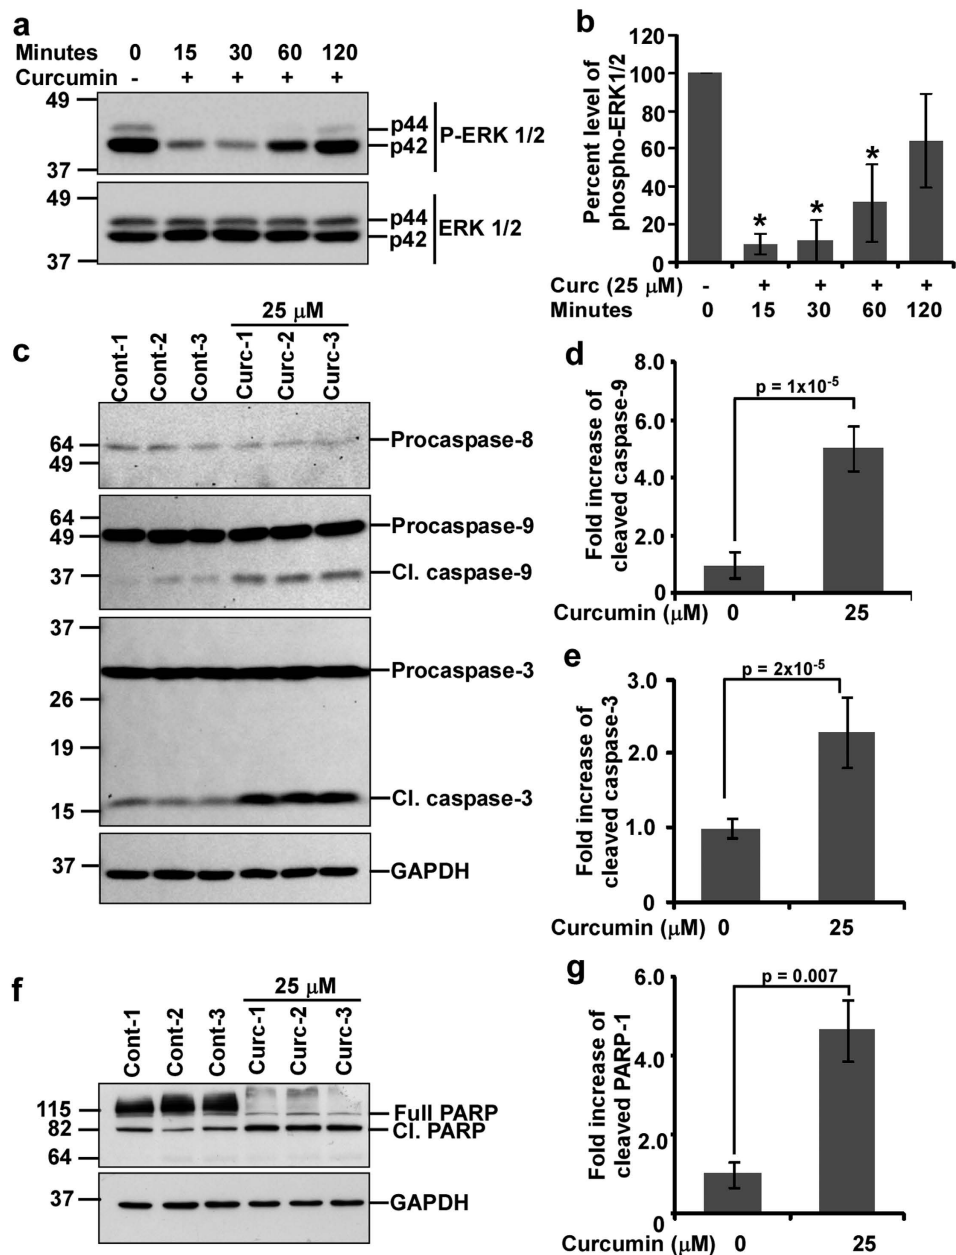 a
Minutes 0 15 30 60 120
Curcumin - + + + +
49
p44
p42
P-ERK 1/2
37
49
p44
p42
ERK 1/2
37
b
Percent level of
phospho-ERK1/2
120
100
80
60
40
20
0
* * *
Curc (25 µM) - + + + +
Minutes 0 15 30 60 120
c
25 µM
Cont-1 Cont-2 Cont-3 Curc-1 Curc-2 Curc-3
64
49
Procaspase-8
64
49
37
Procaspase-9
Cl. caspase-9
37
26
19
15
Procaspase-3
Cl. caspase-3
37
GAPDH
d
Fold increase of
cleaved caspase-9
8.0
6.0
4.0
2.0
0
p = 1x10-5
Curcumin (µM) 0 25
e
Fold increase of
cleaved caspase-3
3.0
2.0
1.0
0
p = 2x10-5
Curcumin (µM) 0 25
f
25 µM
Cont-1 Cont-2 Cont-3 Curc-1 Curc-2 Curc-3
115
82
64
Full PARP
Cl. PARP
37
GAPDH
g
Fold increase of
cleaved PARP-1
6.0
4.0
2.0
0
p = 0.007
Curcumin (µM) 0 25